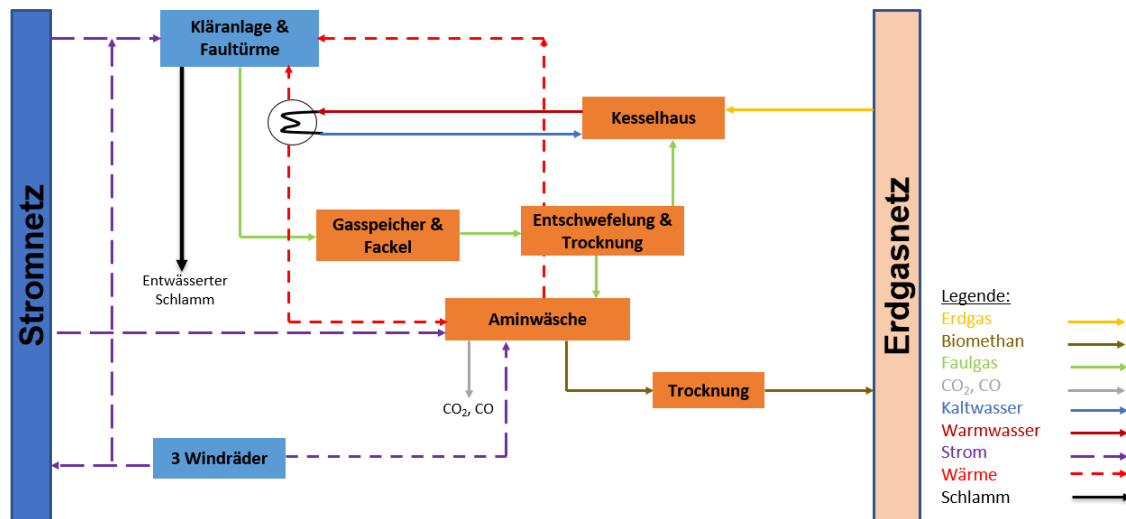 Stromnetz
Kläranlage &
Faultürme
Kesselhaus
Gasspeicher &
Fackel
Entschwefelung &
Trocknung
Entwässerter
Schlamm
Aminwäsche
CO₂, CO
Trocknung
3 Windräder
Erdgasnetz
Legende:
Erdgas
Biomethan
Faulgas
CO₂, CO
Kaltwasser
Warmwasser
Strom
Wärme
Schlamm